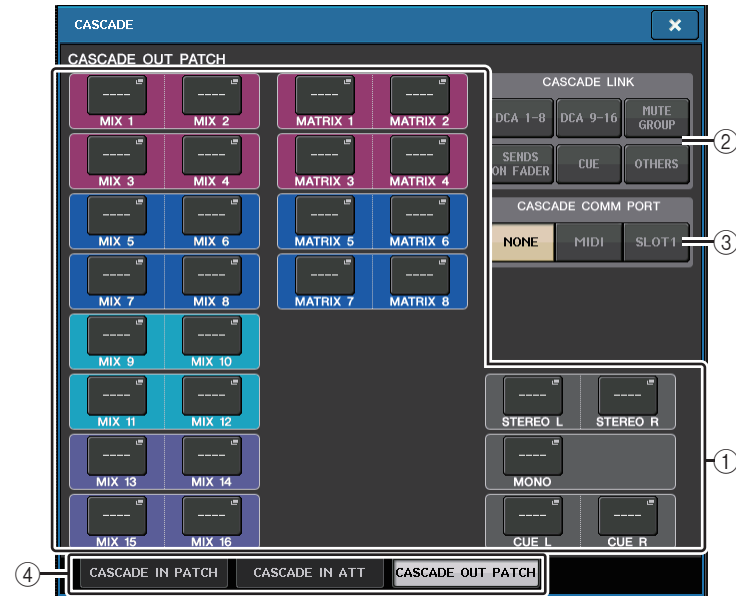 CASCADE
×
CASCADE OUT PATCH
---- ---- ---- ----
MIX 1 MIX 2 MATRIX 1 MATRIX 2
---- ---- ---- ----
MIX 3 MIX 4 MATRIX 3 MATRIX 4
---- ---- ---- ----
MIX 5 MIX 6 MATRIX 5 MATRIX 6
---- ---- ---- ----
MIX 7 MIX 8 MATRIX 7 MATRIX 8
---- ----
MIX 9 MIX 10
---- ----
MIX 11 MIX 12
---- ----
MIX 13 MIX 14
---- ----
MIX 15 MIX 16
CASCADE LINK
DCA 1-8 DCA 9-16 MUTE
GROUP
SENDS
ON FADER CUE OTHERS
②
CASCADE COMM PORT
NONE MIDI SLOT1
③
---- ----
STEREO L STEREO R
----
MONO
---- ----
CUE L CUE R
①
④
CASCADE IN PATCH CASCADE IN ATT CASCADE OUT PATCH